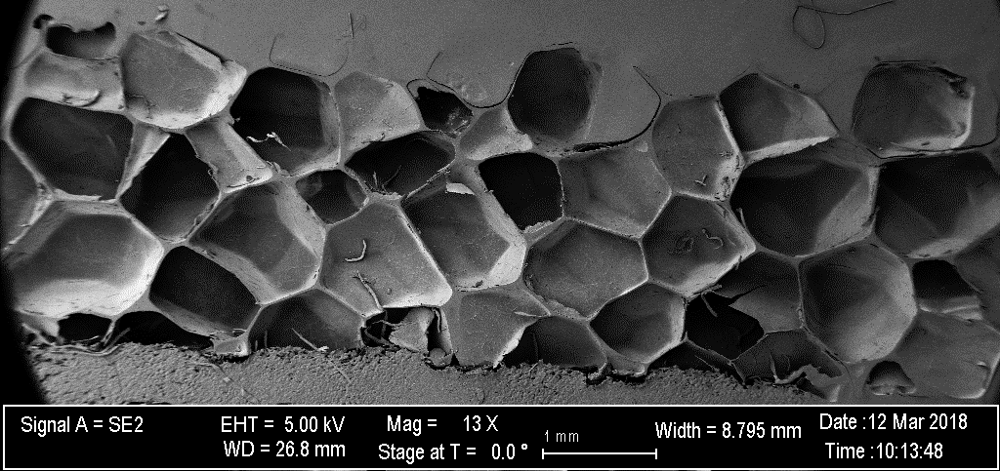 Signal A = SE2
EHT = 5.00 kV
WD = 26.8 mm
Mag = 13 X
Stage at T = 0.0 °
1 mm
Width = 8.795 mm
Date :12 Mar 2018
Time :10:13:48